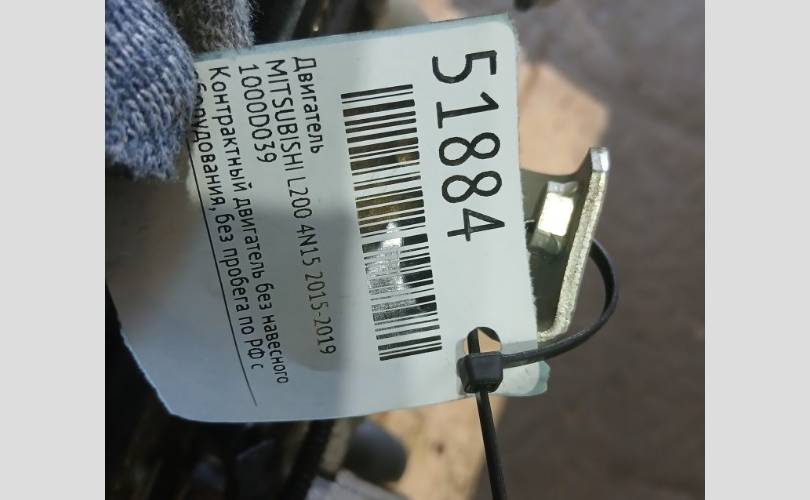 51884
Двигатель
MITSUBISHI L200 4N15 2015-2019
1000D039
Контрактный двигатель без навесного
оборудования, без пробега по РФ с